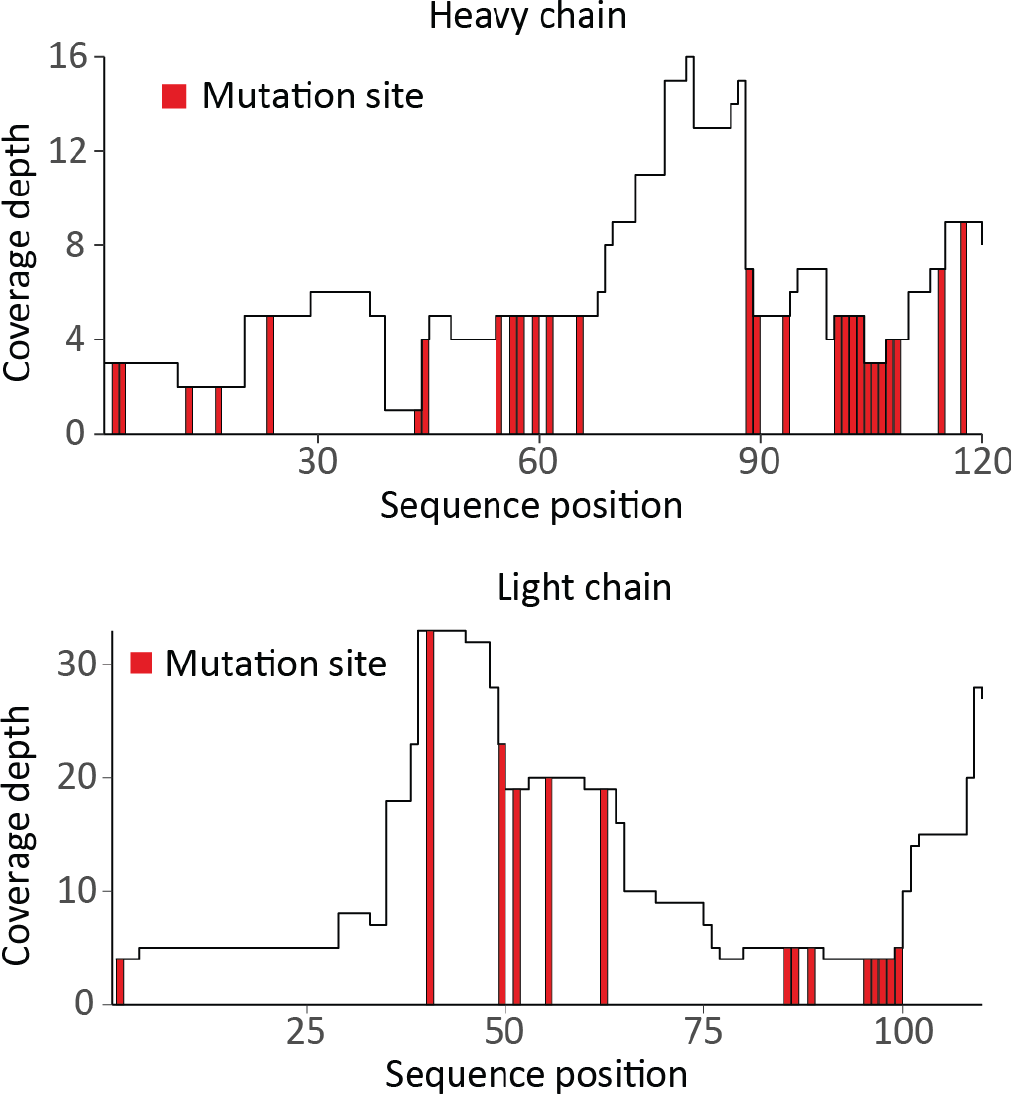 Heavy chain
16
Mutation site
12
8
4
0
Coverage depth
30 60 90 120
Sequence position
Light chain
30
Mutation site
20
10
0
Coverage depth
25 50 75 100
Sequence position